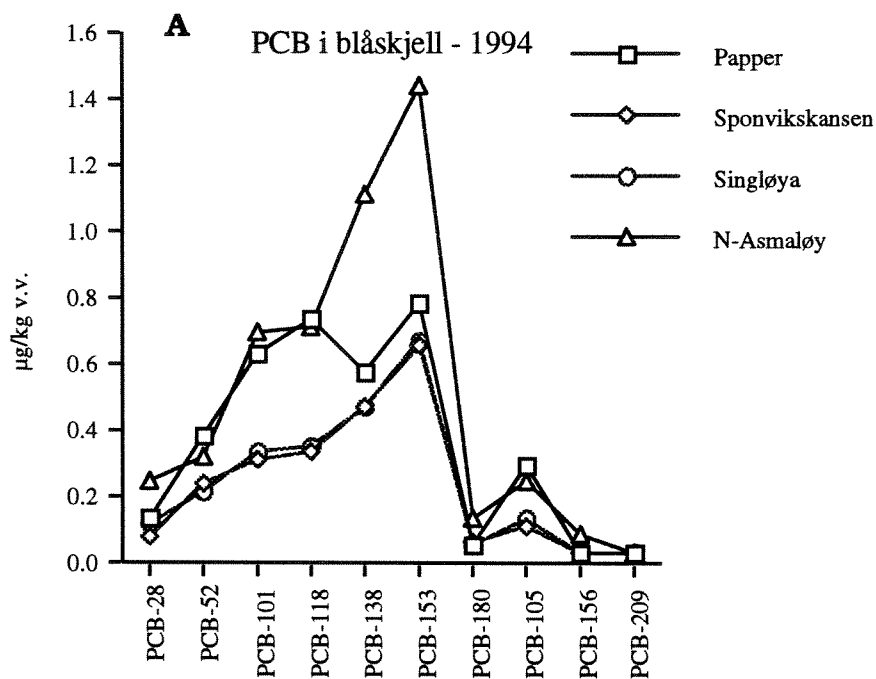 A
PCB i blåskjell - 1994
Papper
Sponvikskansen
Singløya
N-Asmaløy
µg/kg v.v.
1.6
1.4
1.2
1.0
0.8
0.6
0.4
0.2
0.0
PCB-28
PCB-52
PCB-101
PCB-118
PCB-138
PCB-153
PCB-180
PCB-105
PCB-156
PCB-209